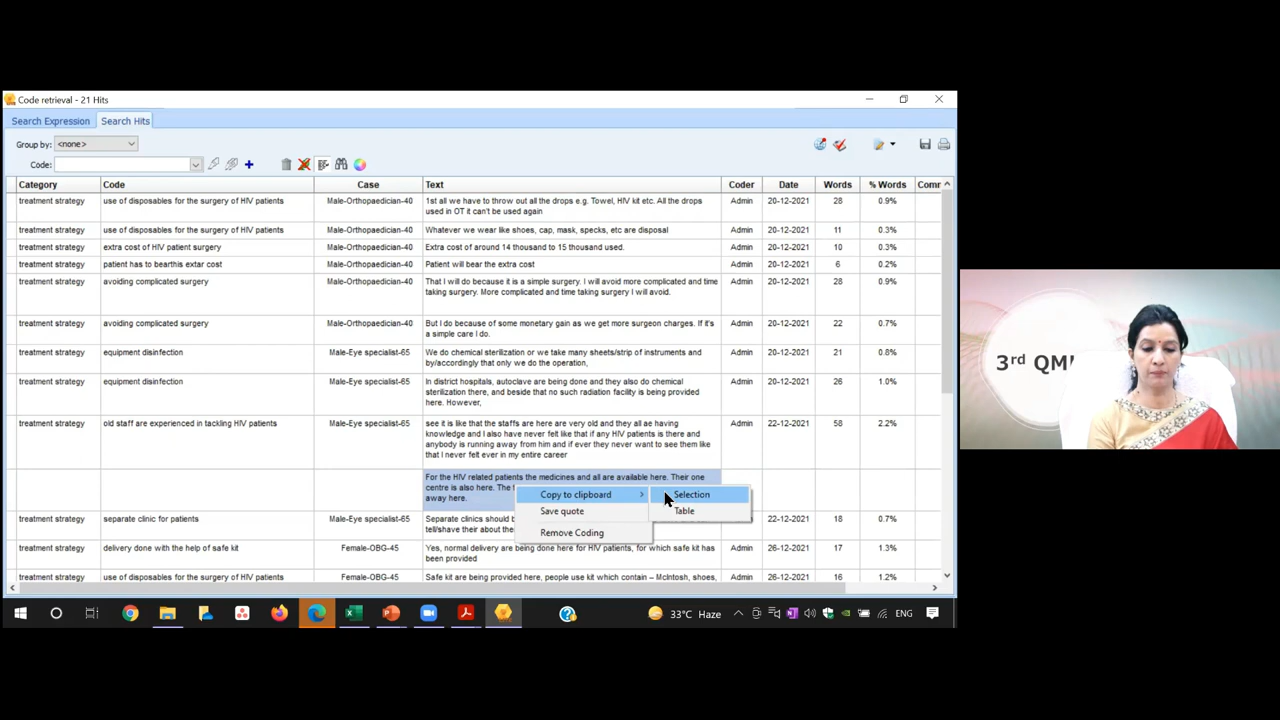 Code retrieval - 21 Hits
Search Expression Search Hits
Group by: <none>
Code:
Category Code Case Text Coder Date Words % Words Comr
treatment strategy use of disposables for the surgery of HIV patients Male-Orthopaedician-40 1st all we have to throw out all the drops e.g. Towel, HIV kit etc. All the drops Admin 20-12-2021 28 0.9%
used in OT it can't be used again
treatment strategy use of disposables for the surgery of HIV patients Male-Orthopaedician-40 Whatever we wear like shoes, cap, mask, specks, etc are disposal Admin 20-12-2021 11 0.3%
treatment strategy extra cost of HIV patient surgery Male-Orthopaedician-40 Extra cost of around 14 thousand to 15 thousand used. Admin 20-12-2021 10 0.3%
treatment strategy patient has to bearthis extar cost Male-Orthopaedician-40 Patient will bear the extra cost Admin 20-12-2021 6 0.2%
treatment strategy avoiding complicated surgery Male-Orthopaedician-40 That I will do because it is a simple surgery. I will avoid more complicated and time Admin 20-12-2021 28 0.9%
taking surgery. More complicated and time taking surgery I will avoid.
treatment strategy avoiding complicated surgery Male-Orthopaedician-40 But I do because of some monetary gain as we get more surgeon charges. If it's Admin 20-12-2021 22 0.7%
a simple care I do.
treatment strategy equipment disinfection Male-Eye specialist-65 We do chemical sterilization or we take many sheets/strip of instruments and Admin 20-12-2021 21 0.8%
by/accordingly that only we do the operation,
treatment strategy equipment disinfection Male-Eye specialist-65 In district hospitals, autoclave are being done and they also do chemical Admin 20-12-2021 26 1.0%
sterilization there, and beside that no such radiation facility is being provided
here. However,
treatment strategy old staff are experienced in tackling HIV patients Male-Eye specialist-65 see it is like that the staffs are here are very old and they all ae having Admin 22-12-2021 58 2.2%
knowledge and I also have never felt like that if any HIV patients is there and
anybody is running away from him and if ever they never want to see them like
that I never felt ever in my entire career
For the HIV related patients the medicines and all are available here. Their one
centre is also here. The
away here.
Copy to clipboard Selection
Save quote Table
Remove Coding
treatment strategy separate clinic for patients Male-Eye specialist-65 Separate clinics should b Admin 22-12-2021 18 0.7%
tell/shave their about the
treatment strategy delivery done with the help of safe kit Female-OBG-45 Yes, normal delivery are being done here for HIV patients, for which safe kit has Admin 26-12-2021 17 1.3%
been provided
treatment strategy use of disposables for the surgery of HIV patients Female-OBG-45 Safe kit are being provided here, people use kit which contain – McIntosh, shoes, Admin 26-12-2021 16 1.2%
33°C Haze ENG
3rd QM